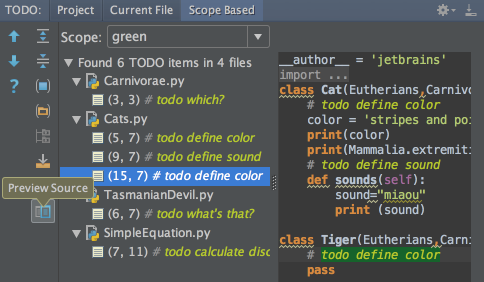 TODO: Project Current File Scope Based
Scope: green
Found 6 TODO items in 4 files
Carnivorae.py
(3, 3) # todo which?
Cats.py
(5, 7) # todo define color
(9, 7) # todo define sound
(15, 7) # todo define color
TasmanianDevil.py
(6, 7) # todo what's that?
SimpleEquation.py
(7, 11) # todo calculate disc
Preview Source
__author__ = 'jetbrains'
import ...
class Cat(Eutherians,Carnivo
# todo define color
color = 'stripes and poi
print(color)
print(Mammalia.extremiti
# todo define sound
def sounds(self):
sound="miaou"
print (sound)
class Tiger(Eutherians,Carni
# todo define color
pass